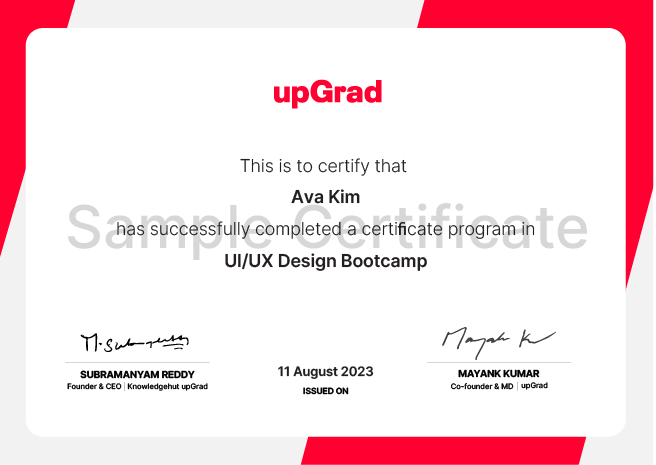 upGrad
This is to certify that
Ava Kim
Sample Certificate
has successfully completed a certificate program in
UI/UX Design Bootcamp
M. Subramanyam
Mayank K
SUBRAMANYAM REDDY
Founder & CEO | Knowledgehut upGrad
11 August 2023
ISSUED ON
MAYANK KUMAR
Co-founder & MD | upGrad